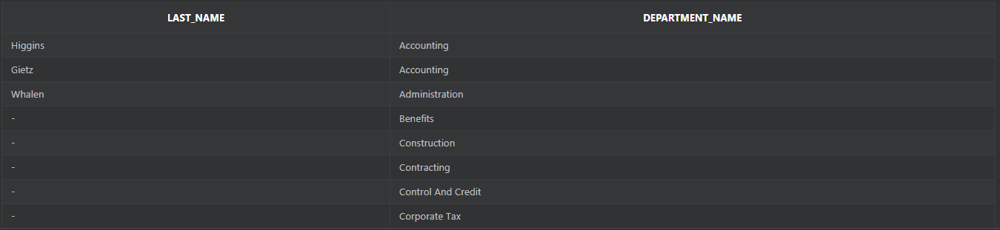 LAST_NAME DEPARTMENT_NAME
Higgins Accounting
Gietz Accounting
Whalen Administration
- Benefits
- Construction
- Contracting
- Control And Credit
- Corporate Tax